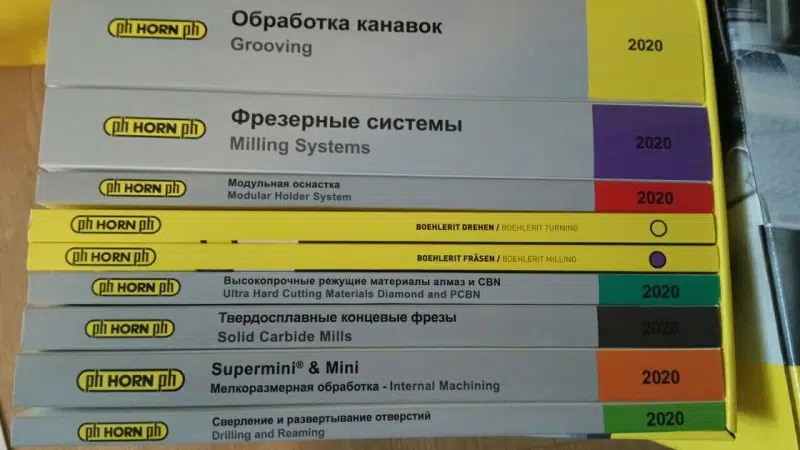 ph HORN ph
Обработка канавок
Grooving
2020
ph HORN ph
Фрезерные системы
Milling Systems
2020
ph HORN ph
Модульная оснастка
Modular Holder System
2020
ph HORN ph
BOEHLERIT DREHEN / BOEHLERIT TURNING
ph HORN ph
BOEHLERIT FRÄSEN / BOEHLERIT MILLING
ph HORN ph
Высокопрочные режущие материалы алмаз и CBN
Ultra Hard Cutting Materials Diamond and PCBN
2020
ph HORN ph
Твердосплавные концевые фрезы
Solid Carbide Mills
2020
ph HORN ph
Supermini® & Mini
Мелкоразмерная обработка - Internal Machining
2020
ph HORN ph
Сверление и развертывание отверстий
Drilling and Reaming
2020